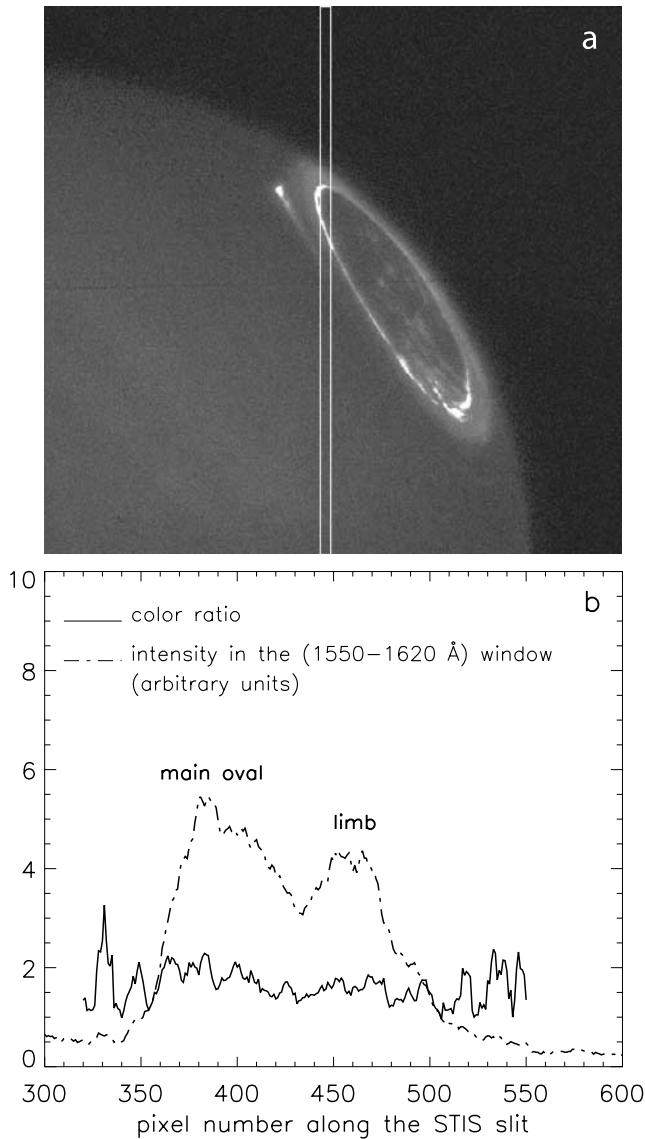 a
b
color ratio
intensity in the (1550−1620 Å) window
(arbitrary units)
main oval
limb
10
8
6
4
2
0
300 350 400 450 500 550 600
pixel number along the STIS slit